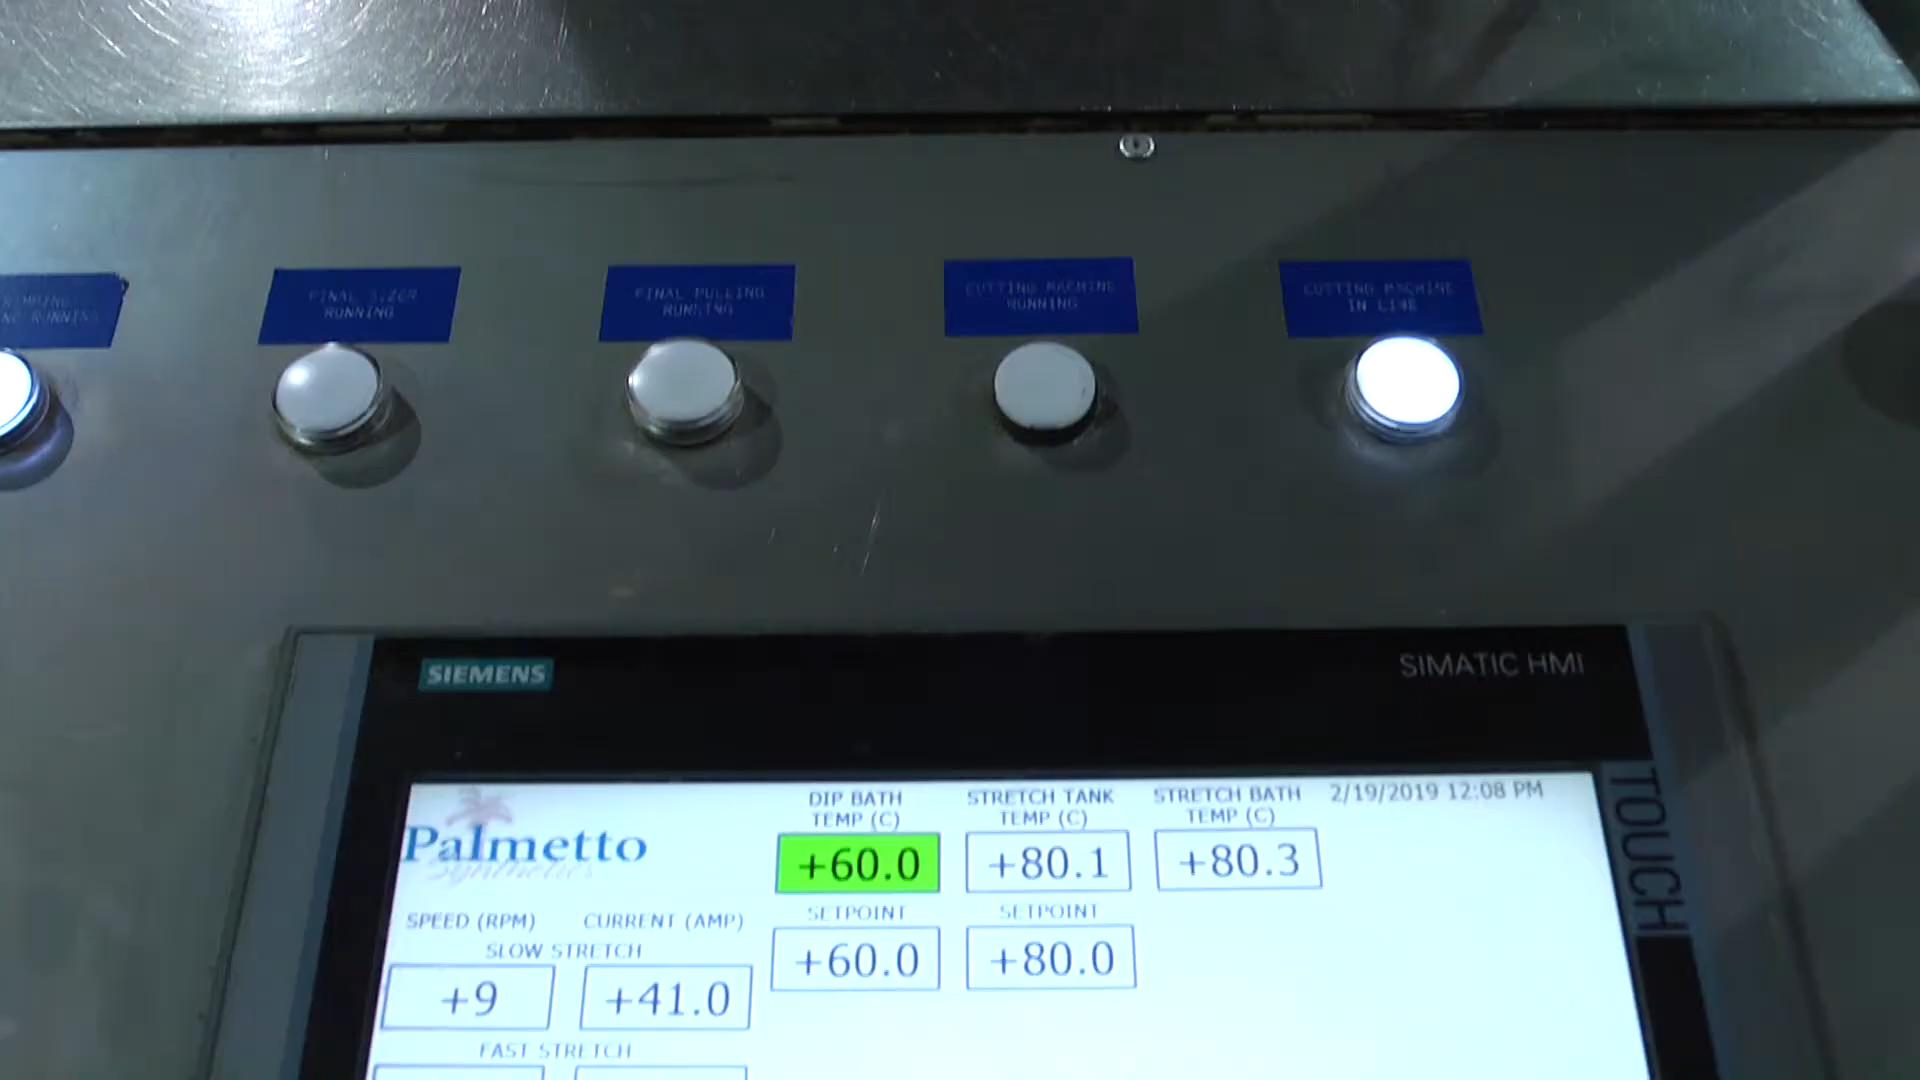 RUNNING
FINAL SIZER
RUNNING
FINAL PULLING
RUNNING
CUTTING MACHINE
RUNNING
CUTTING MACHINE
IN LINE
SIEMENS
SIMATIC HMI
TOUCH
Palmetto
Synthetics
DIP BATH
TEMP (C)
+60.0
SETPOINT
+60.0
STRETCH TANK
TEMP (C)
+80.1
SETPOINT
+80.0
STRETCH BATH
TEMP (C)
+80.3
2/19/2019 12:08 PM
SPEED (RPM) CURRENT (AMP)
SLOW STRETCH
+9 +41.0
FAST STRETCH